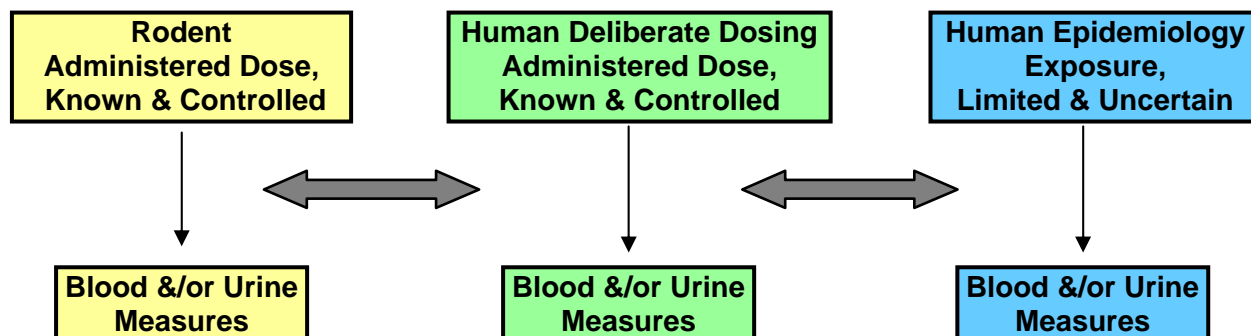 Rodent
Administered Dose,
Known & Controlled
Human Deliberate Dosing
Administered Dose,
Known & Controlled
Human Epidemiology
Exposure,
Limited & Uncertain
Blood &/or Urine
Measures
Blood &/or Urine
Measures
Blood &/or Urine
Measures